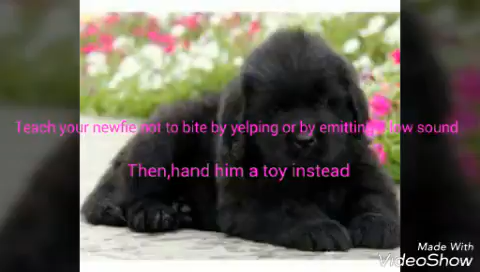 Teach your newfie not to bite by yelping or by emitting a low sound
Then,hand him a toy instead
Made With
VideoShow